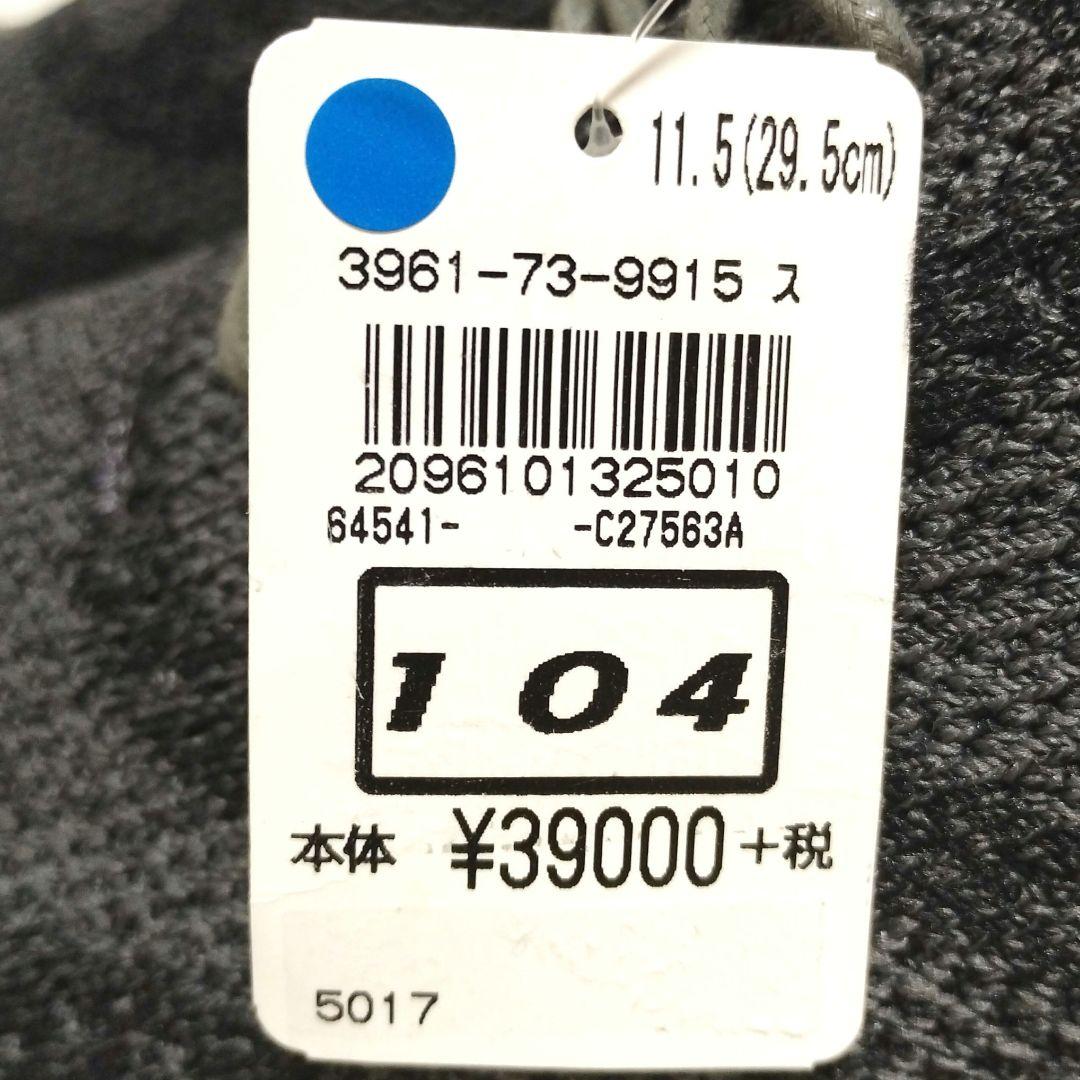 11.5(29.5cm)
3961-73-9915 ス
2096101325010
64541- -C27563A
104
本体 ¥39000 +税
5017